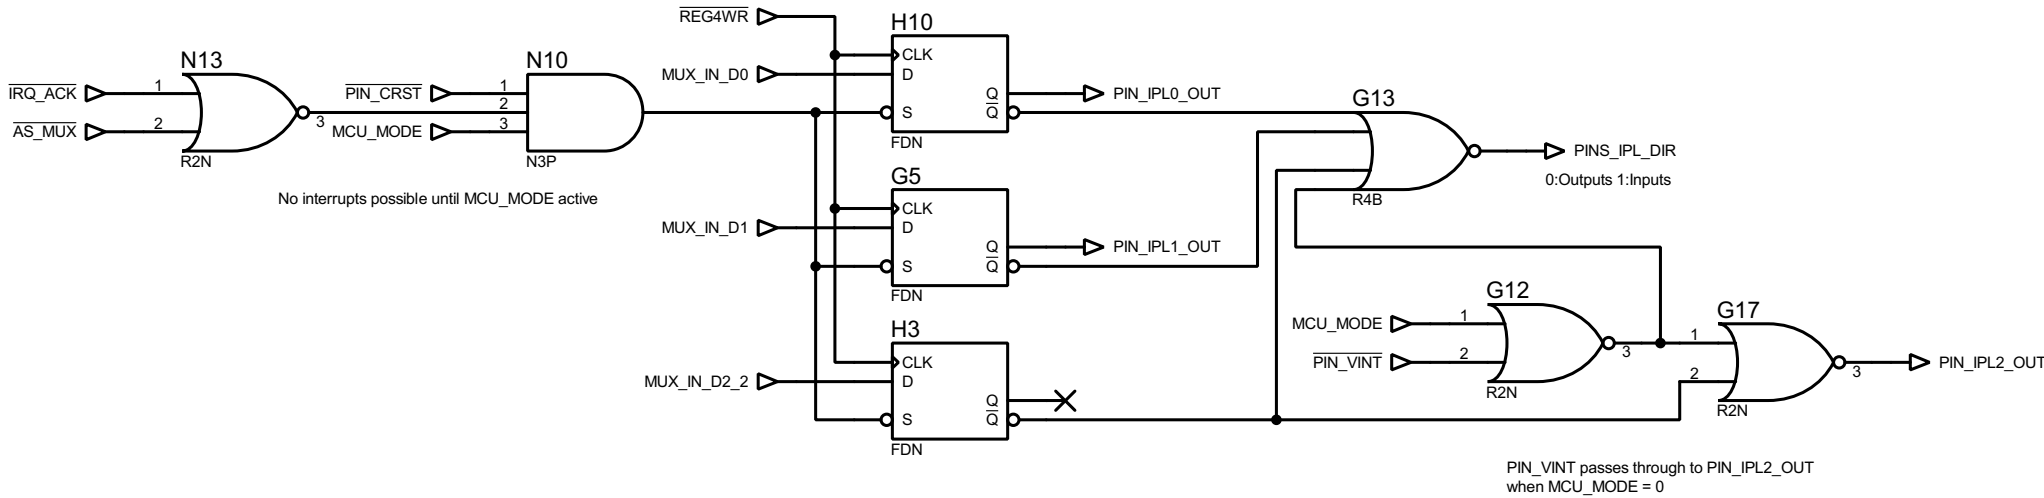 REG4WR
H10
CLK
MUX_IN_D0
D
Q
PIN_IPL0_OUT
S
Q
FDN
N13
IRQ_ACK
1
AS_MUX
2
3
R2N
N10
PIN_CRST
1
2
MCU_MODE
3
N3P
No interrupts possible until MCU_MODE active
G5
CLK
MUX_IN_D1
D
Q
PIN_IPL1_OUT
S
Q
FDN
G13
PINS_IPL_DIR
0:Outputs 1:Inputs
R4B
H3
CLK
MUX_IN_D2_2
D
Q
S
Q
FDN
G12
MCU_MODE
1
PIN_VINT
2
3
R2N
G17
1
2
3
PIN_IPL2_OUT
R2N
PIN_VINT passes through to PIN_IPL2_OUT
when MCU_MODE = 0